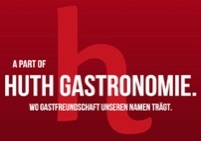 A PART OF
HUTH GASTRONOMIE.
WO GASTFREUNDSCHAFT UNSEREN NAMEN TRÄGT.